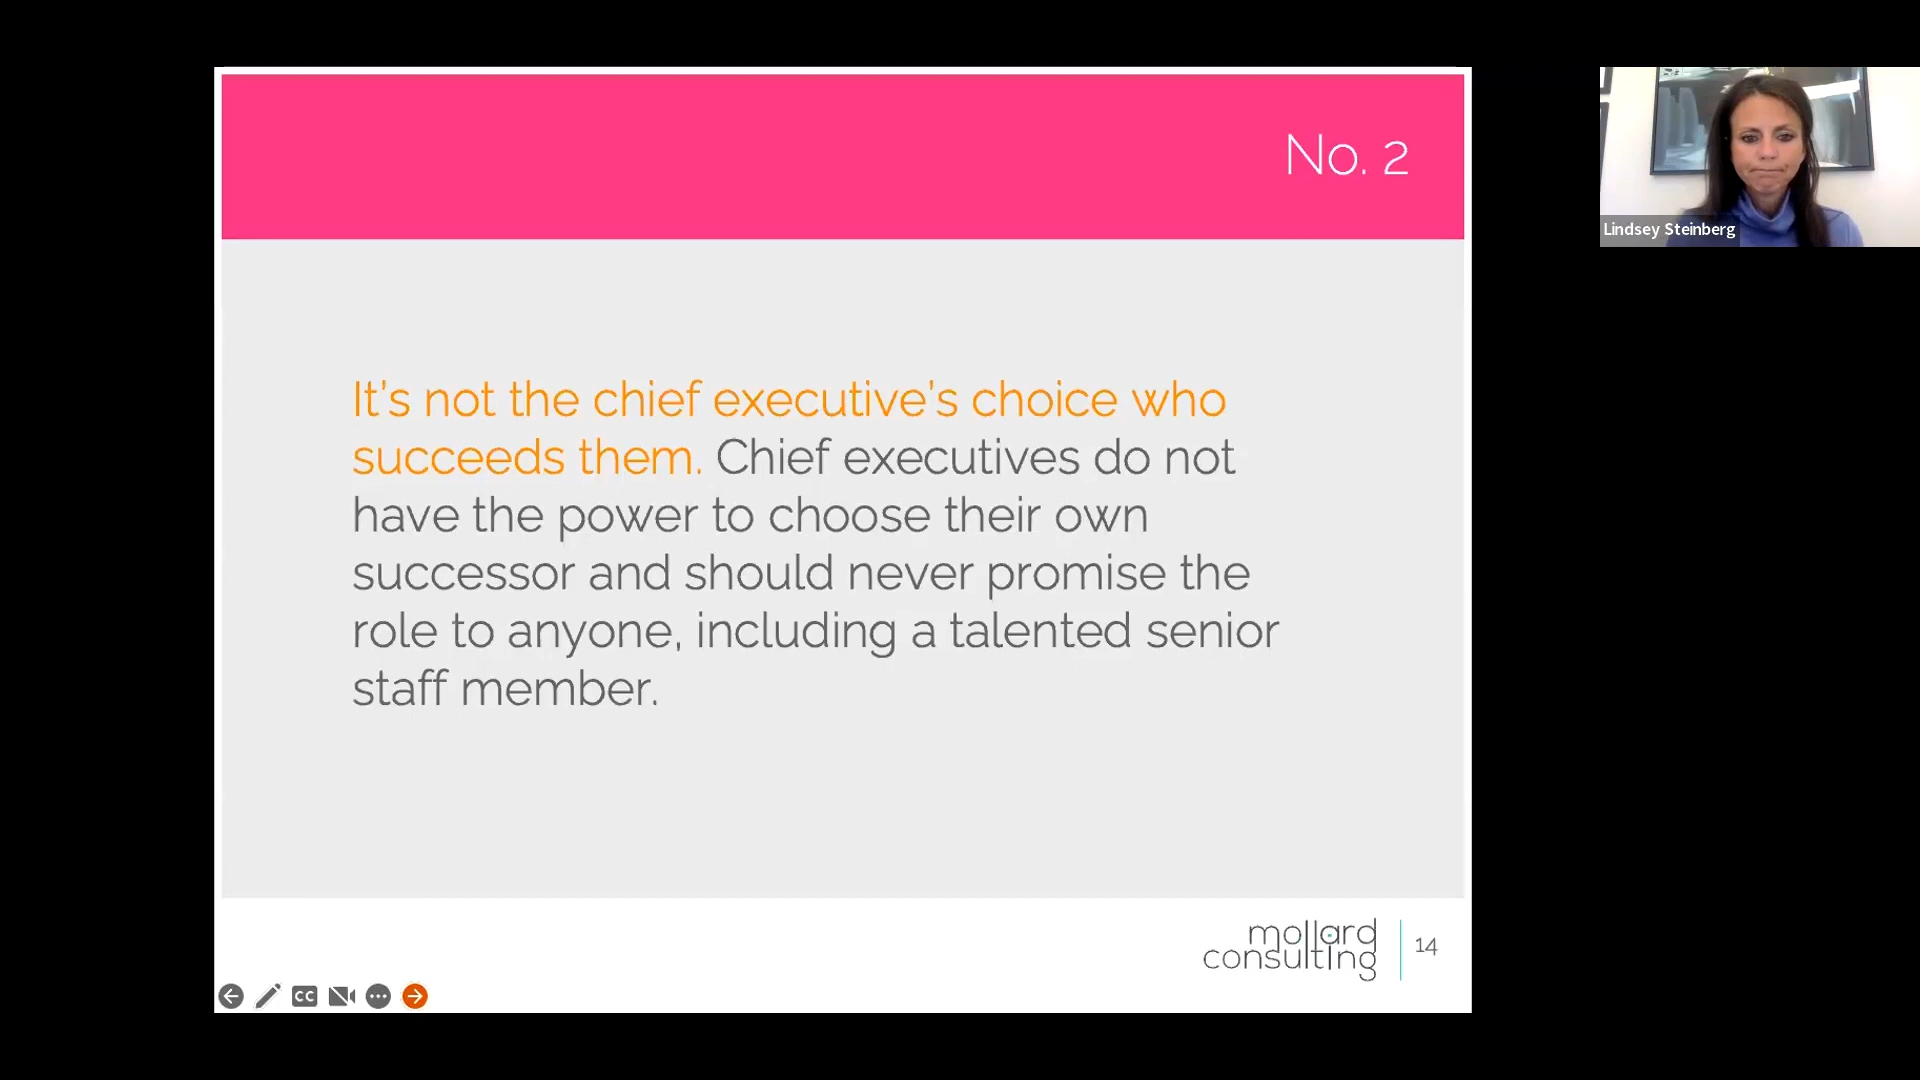 No. 2
Lindsey Steinberg
It's not the chief executive's choice who
succeeds them. Chief executives do not
have the power to choose their own
successor and should never promise the
role to anyone, including a talented senior
staff member.
mollard
consulting
14
CC